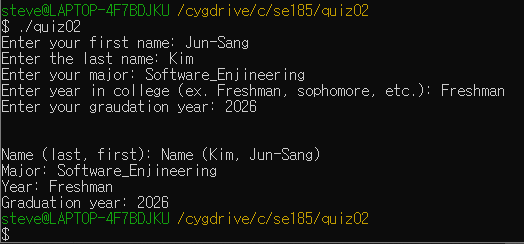 steve@LAPTOP-4F7BDJKU /cygdrive/c/se185/quiz02
$ ./quiz02
Enter your first name: Jun-Sang
Enter the last name: Kim
Enter your major: Software_Enjineering
Enter year in college (ex. Freshman, sophomore, etc.): Freshman
Enter your graudation year: 2026
Name (last, first): Name (Kim, Jun-Sang)
Major: Software_Enjineering
Year: Freshman
Graduation year: 2026
steve@LAPTOP-4F7BDJKU /cygdrive/c/se185/quiz02
$